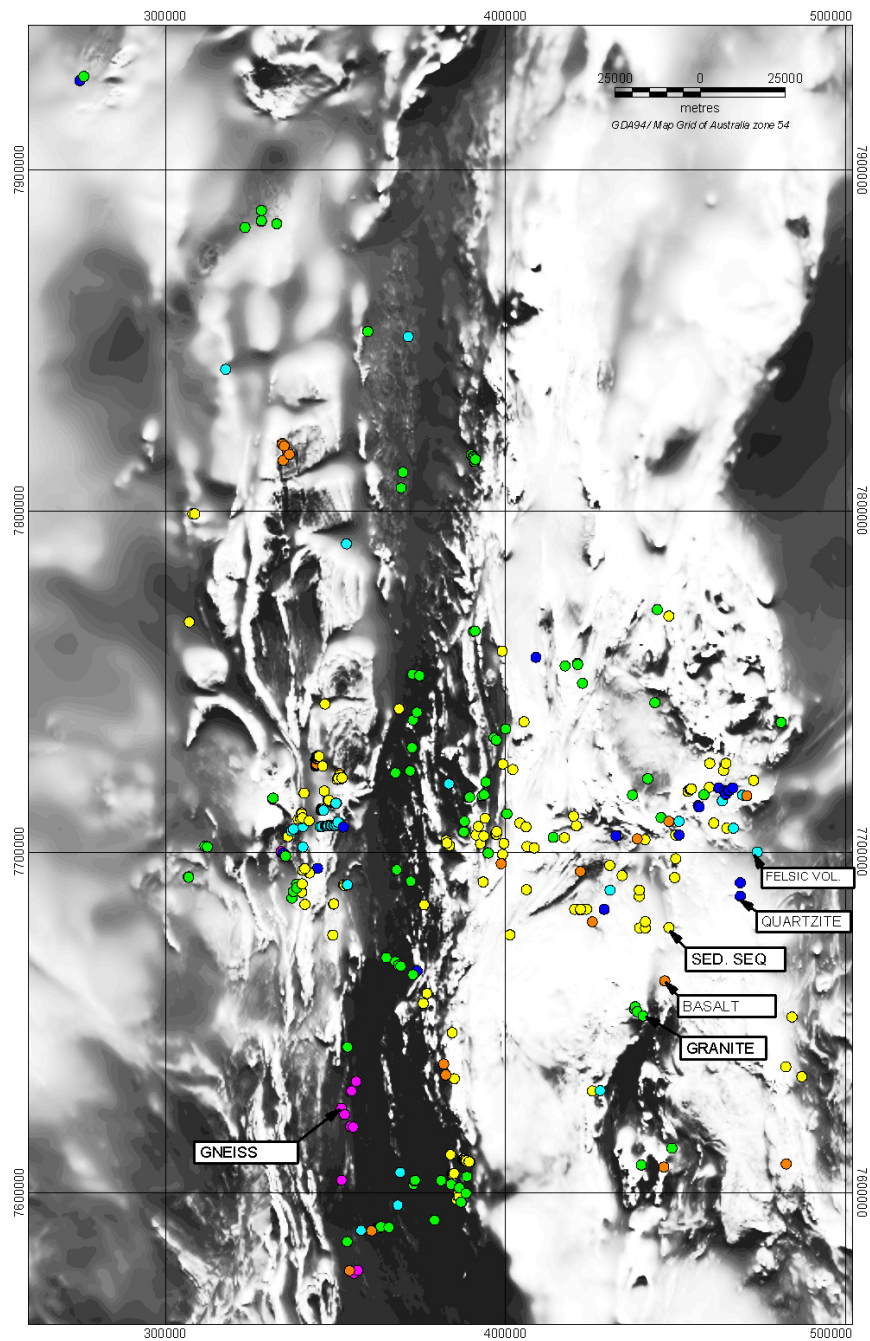 300000 400000 500000
25000 0 25000
metres
GDA94/ Map Grid of Australia zone 54
7900000 7900000
7800000 7800000
7700000 7700000
FELSIC VOL.
QUARTZITE
SED. SEQ
BASALT
GRANITE
GNEISS
7600000 7600000
300000 400000 500000